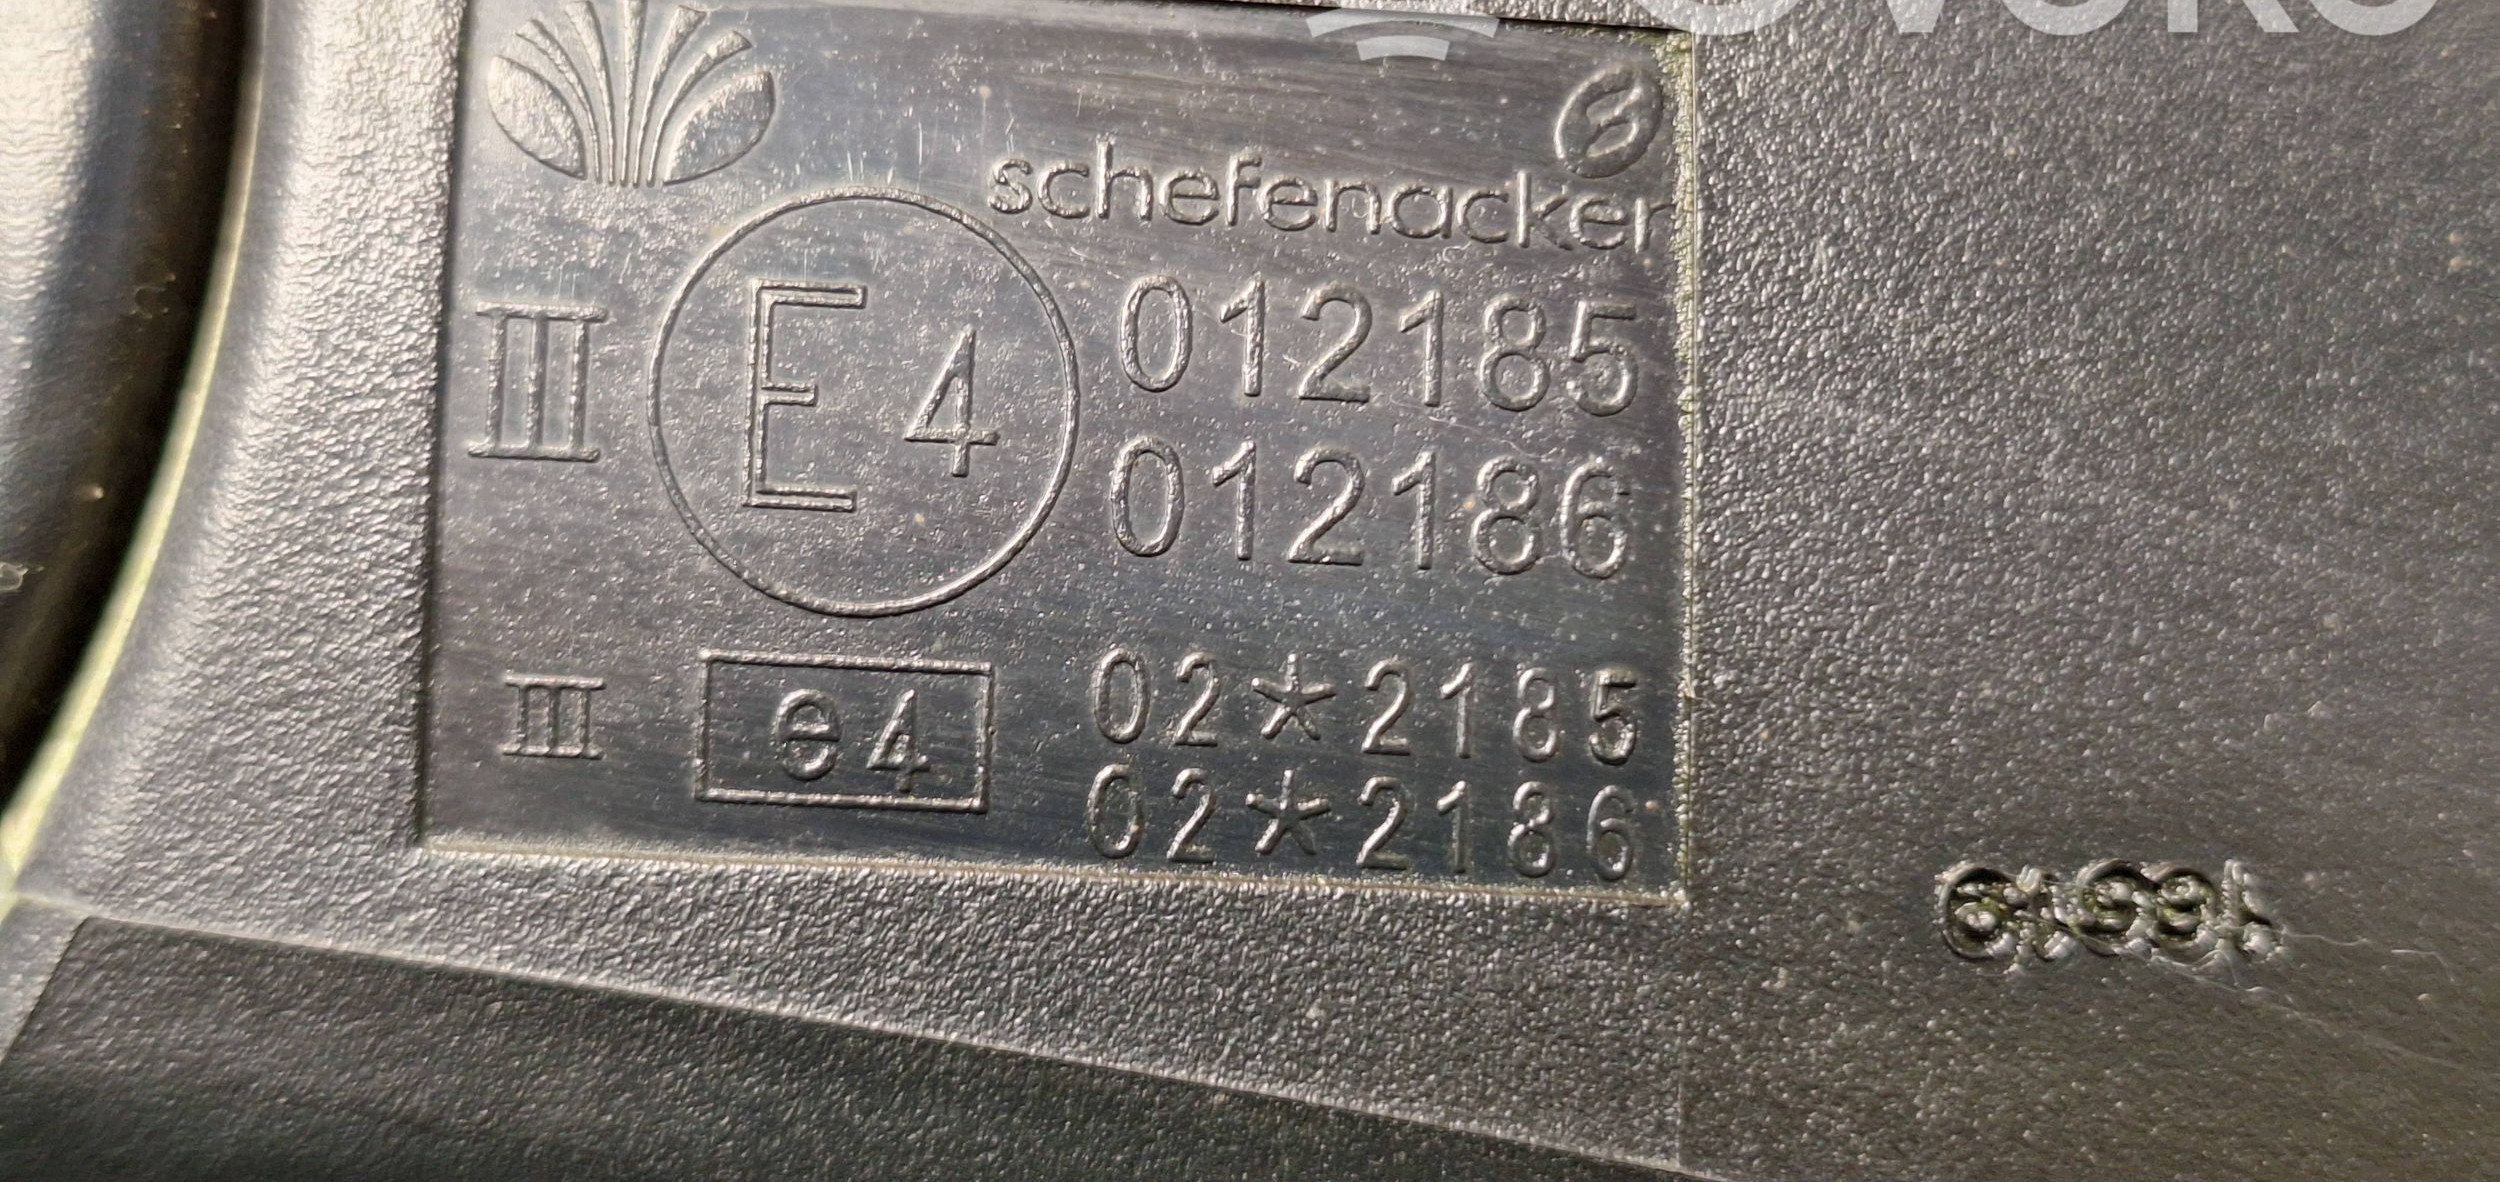 schefenacker
III E4 012185
012186
III e4 02*2185
02*2186